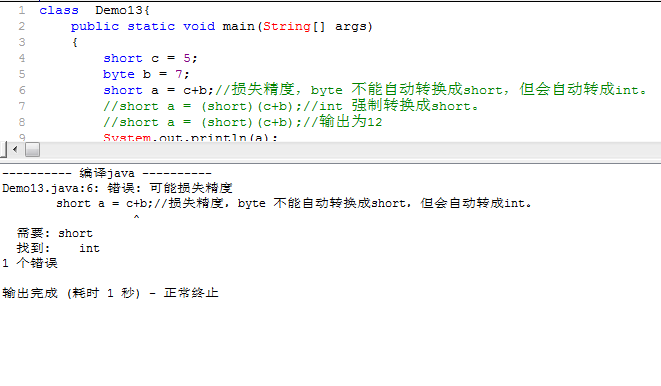 1 class Demo13{
2 public static void main(String[] args)
3 {
4 short c = 5;
5 byte b = 7;
6 short a = c+b;//损失精度，byte 不能自动转换成short，但会自动转成int。
7 //short a = (short)(c+b);//int 强制转换成short。
8 //short a = (short)(c+b);//输出为12
9 System.out.println(a);
---------- 编译java ----------
Demo13.java:6: 错误: 可能损失精度
short a = c+b;//损失精度，byte 不能自动转换成short，但会自动转成int。
^
需要: short
找到: int
1 个错误
输出完成 (耗时 1 秒) - 正常终止